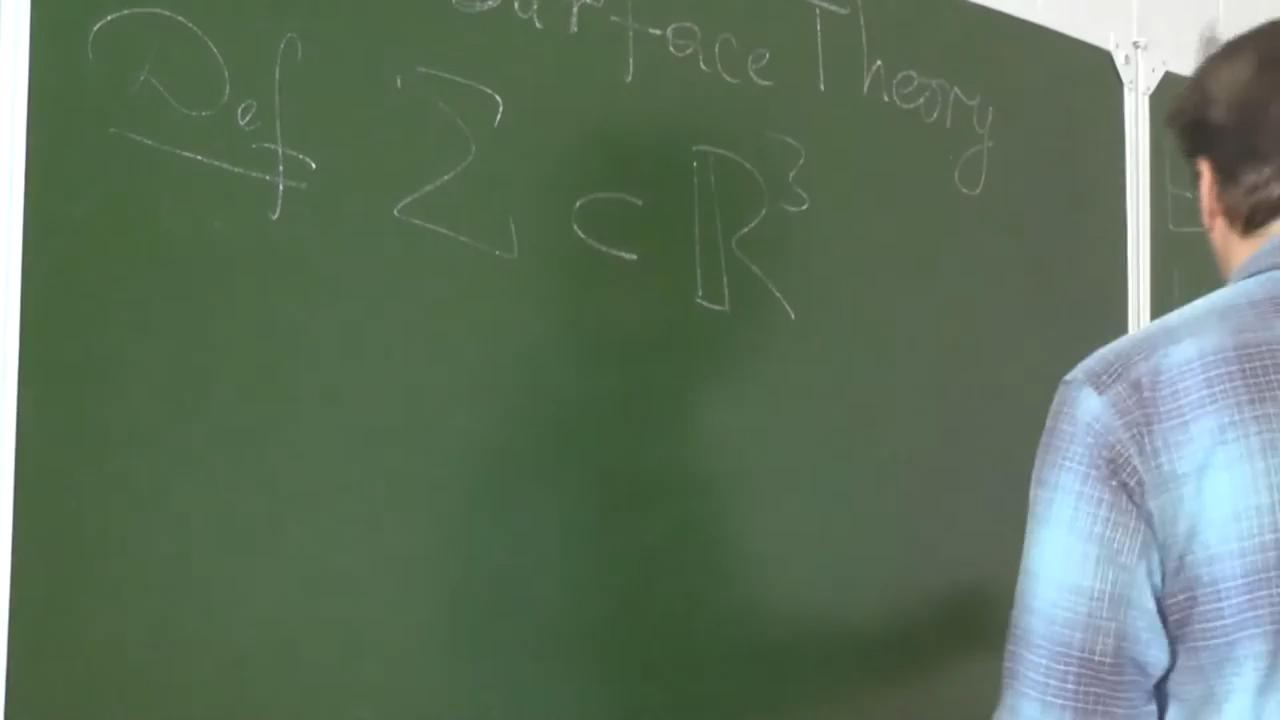 Surface Theory
Def Σ ⊂ ℝ³